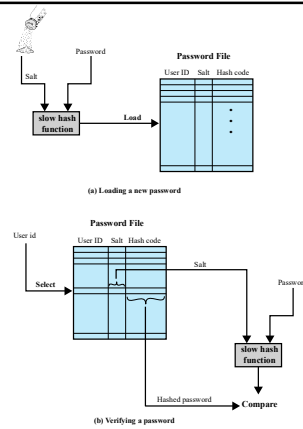 Password
Password File
Salt
User ID Salt Hash code
slow hash
function
Load
(a) Loading a new password
Password File
User id
User ID Salt Hash code
Salt
Select
slow hash
function
Hashed password
Compare
(b) Verifying a password